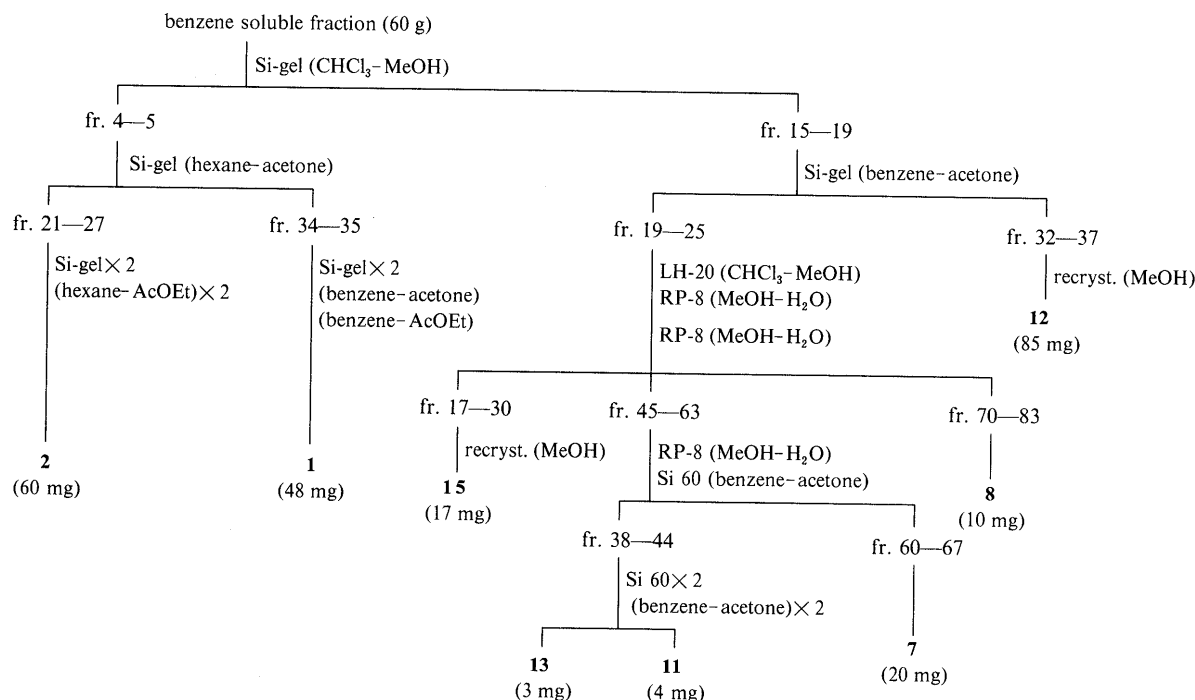 benzene soluble fraction (60 g)
Si-gel (CHCl₃–MeOH)
fr. 4—5
fr. 15—19
Si-gel (hexane–acetone)
Si-gel (benzene–acetone)
fr. 21—27
fr. 34—35
fr. 19—25
fr. 32—37
Si-gel×2
(hexane–AcOEt)×2
Si-gel×2
(benzene–acetone)
(benzene–AcOEt)
LH-20 (CHCl₃–MeOH)
RP-8 (MeOH–H₂O)
RP-8 (MeOH–H₂O)
recryst. (MeOH)
12
(85 mg)
fr. 17—30
fr. 45—63
fr. 70—83
recryst. (MeOH)
RP-8 (MeOH–H₂O)
Si 60 (benzene–acetone)
2
(60 mg)
1
(48 mg)
15
(17 mg)
8
(10 mg)
fr. 38—44
fr. 60—67
Si 60×2
(benzene–acetone)×2
13
(3 mg)
11
(4 mg)
7
(20 mg)